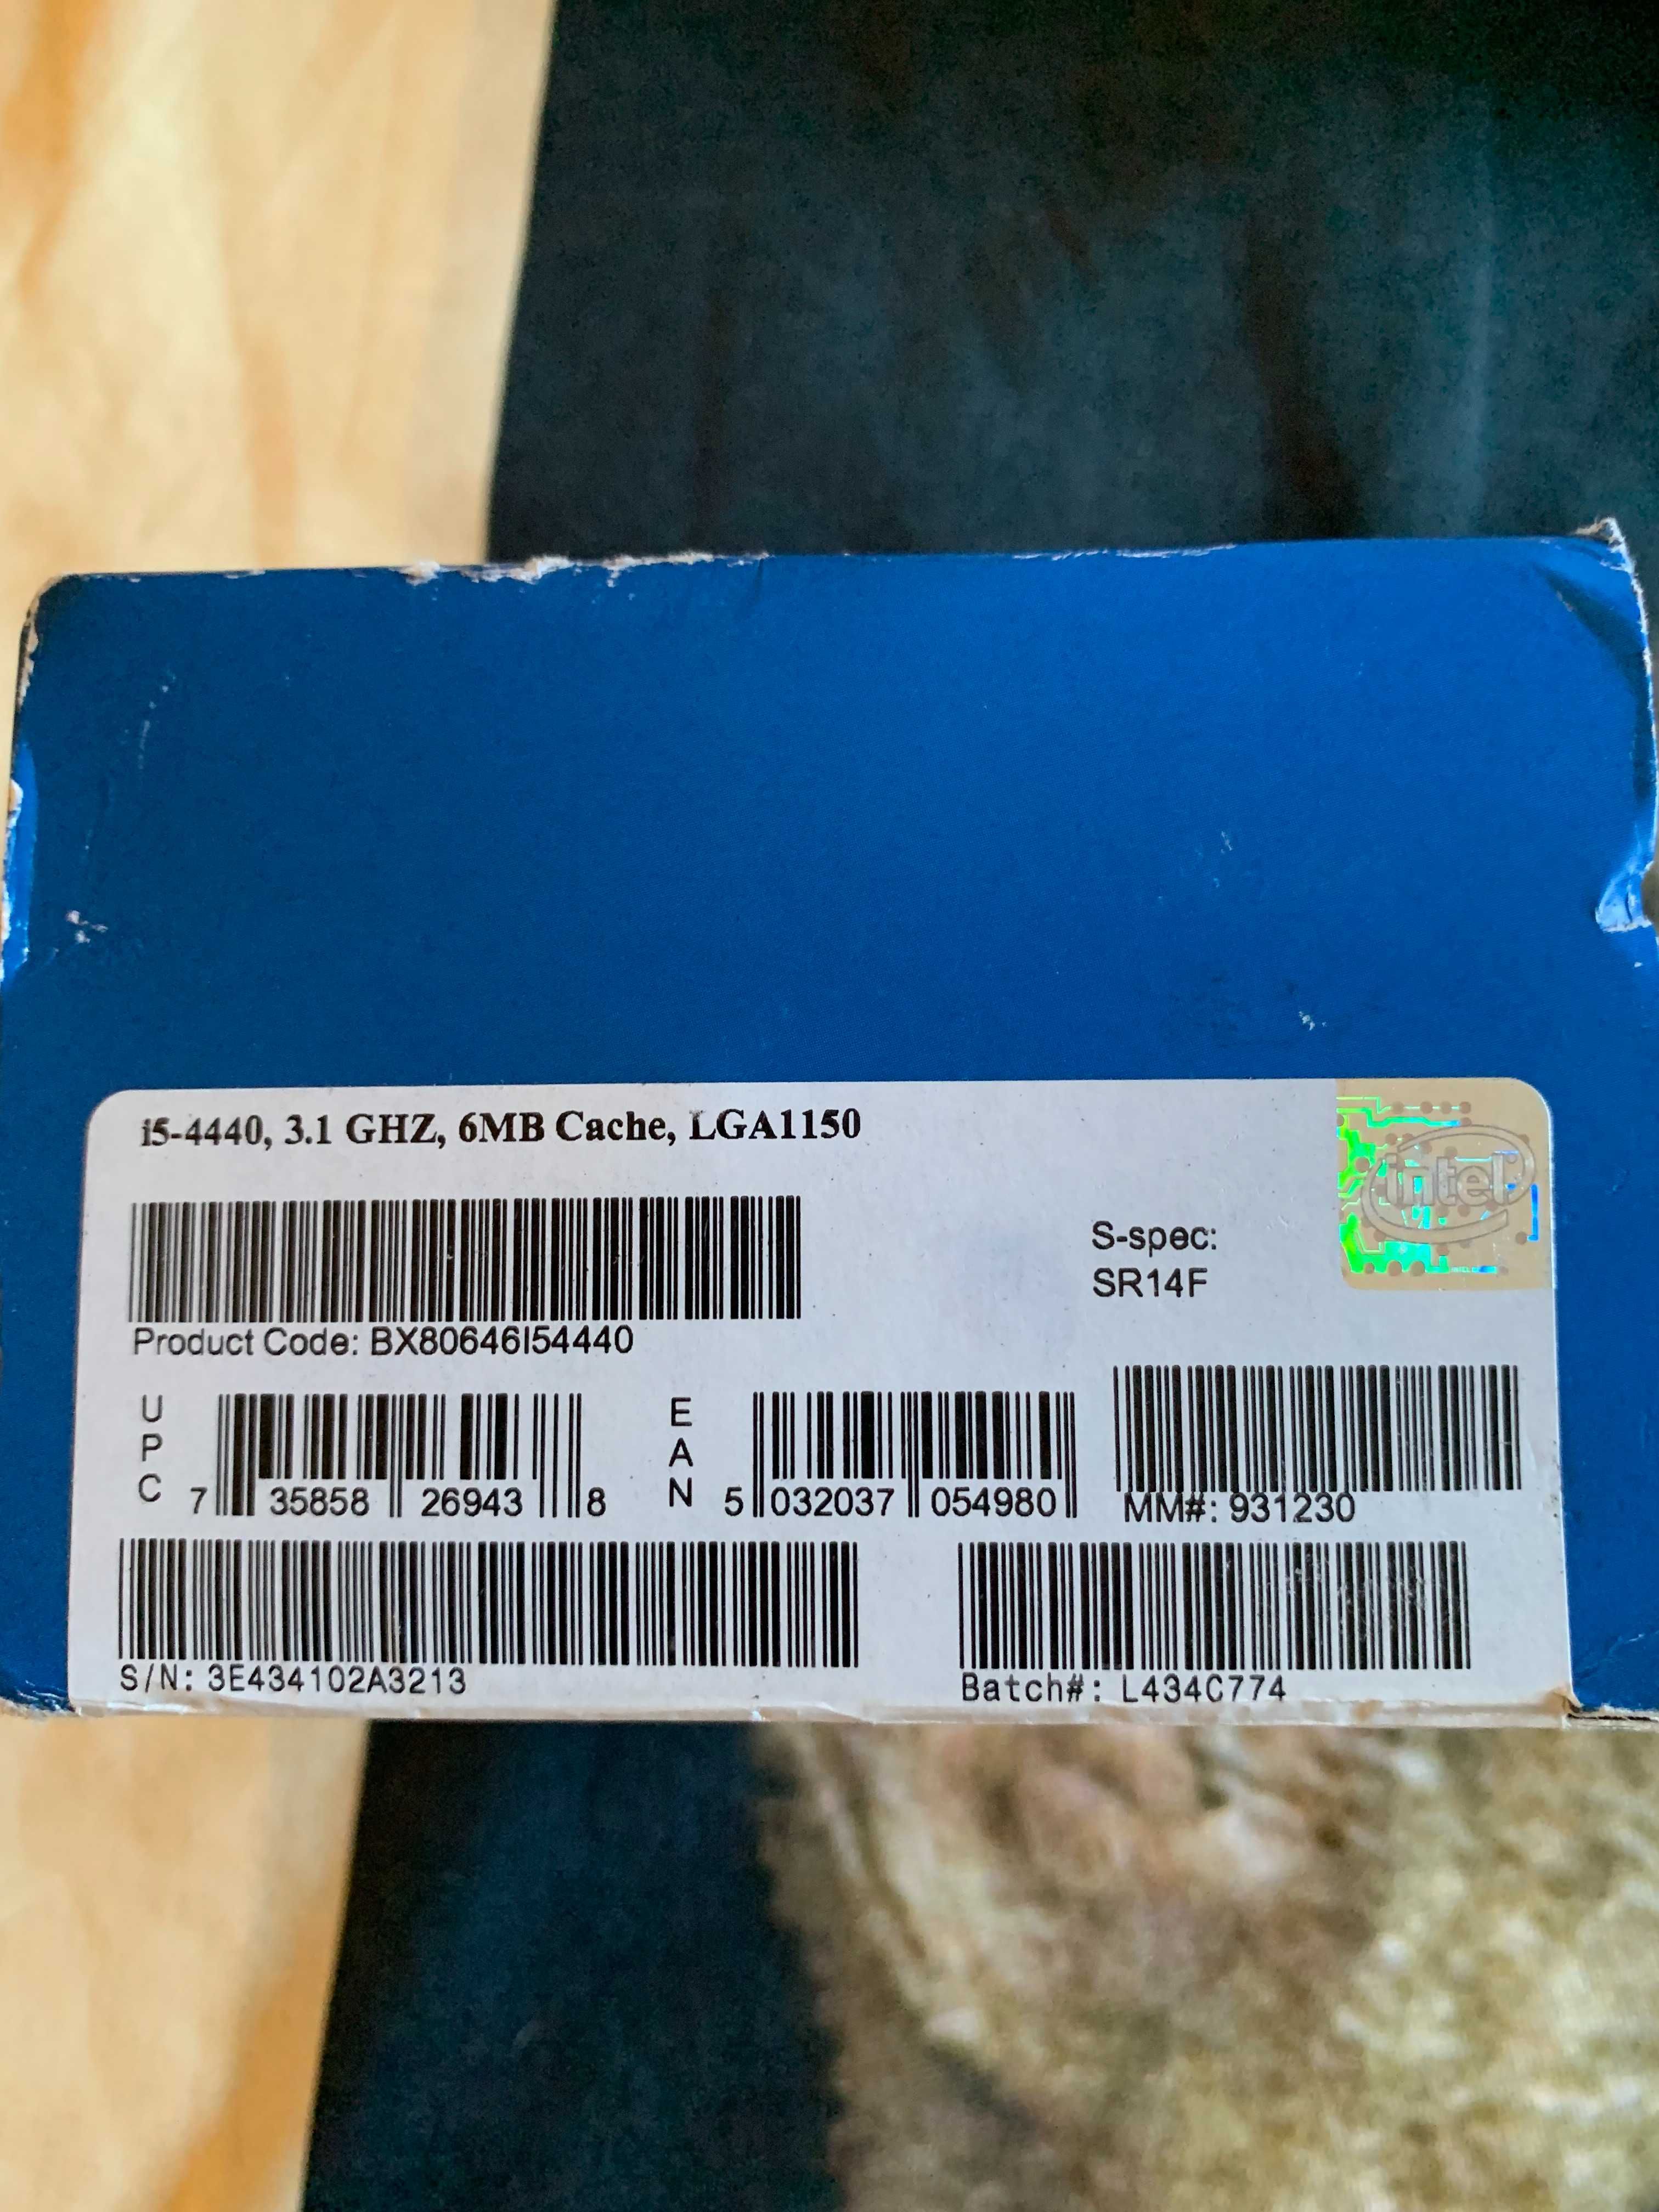 i5-4440, 3.1 GHZ, 6MB Cache, LGA1150
intel
S-spec:
SR14F
Product Code: BX80646I54440
UPC
7 35858 26943 8
EAN
5 032037 054980
MM#: 931230
S/N: 3E434102A3213
Batch#: L434C774